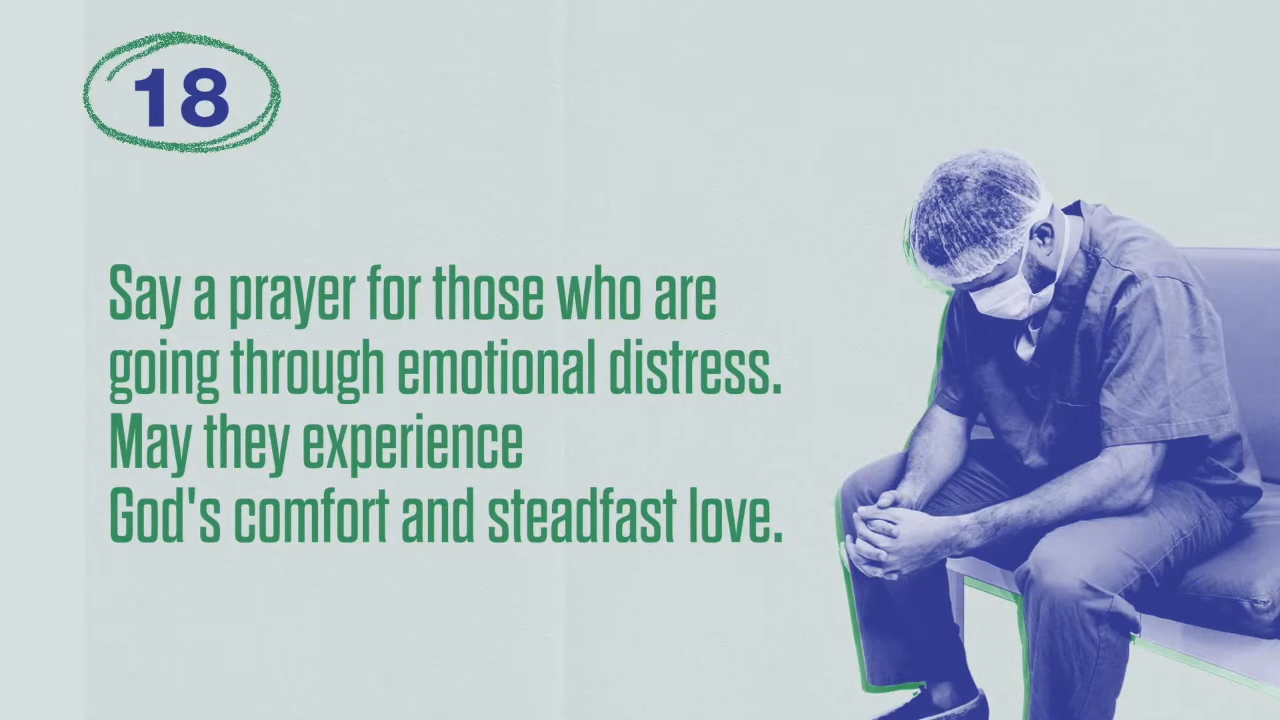 18
Say a prayer for those who are
going through emotional distress.
May they experience
God's comfort and steadfast love.